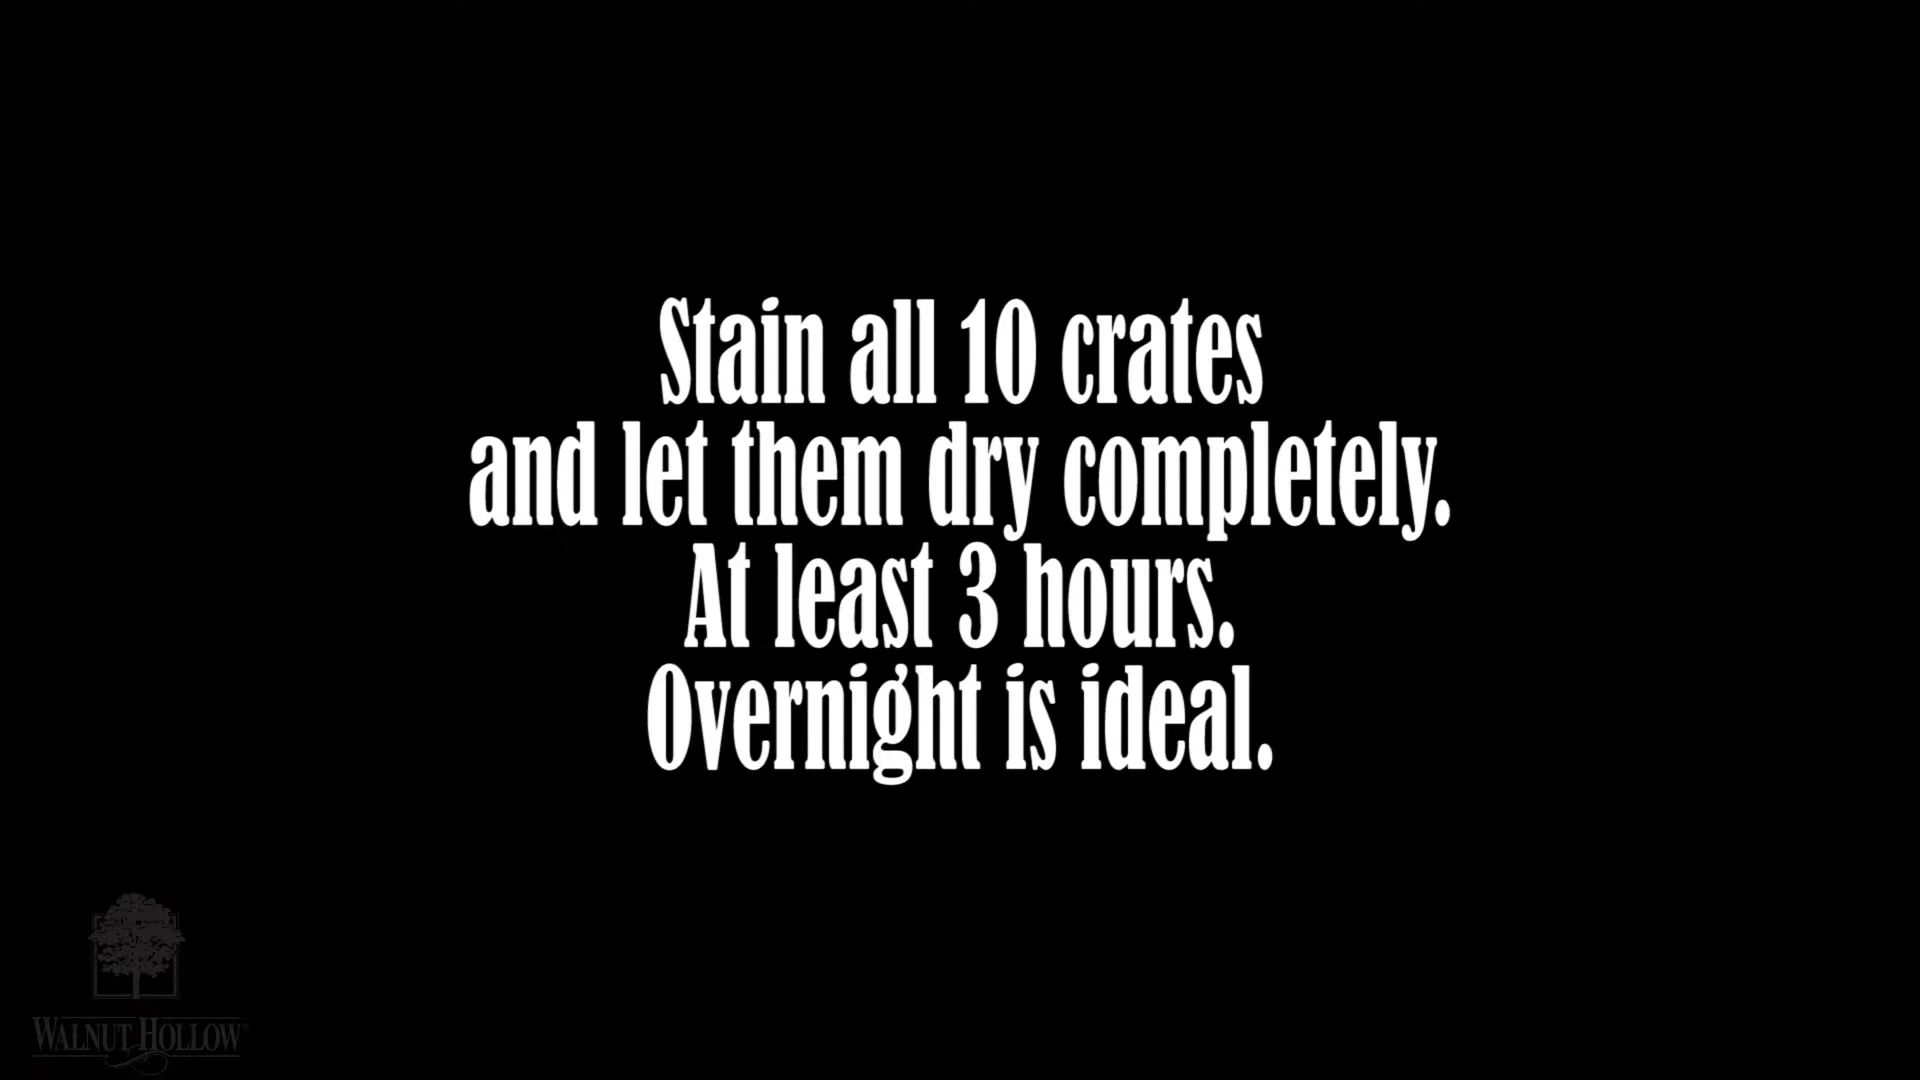 Stain all 10 crates
and let them dry completely.
At least 3 hours.
Overnight is ideal.
WALNUT HOLLOW®